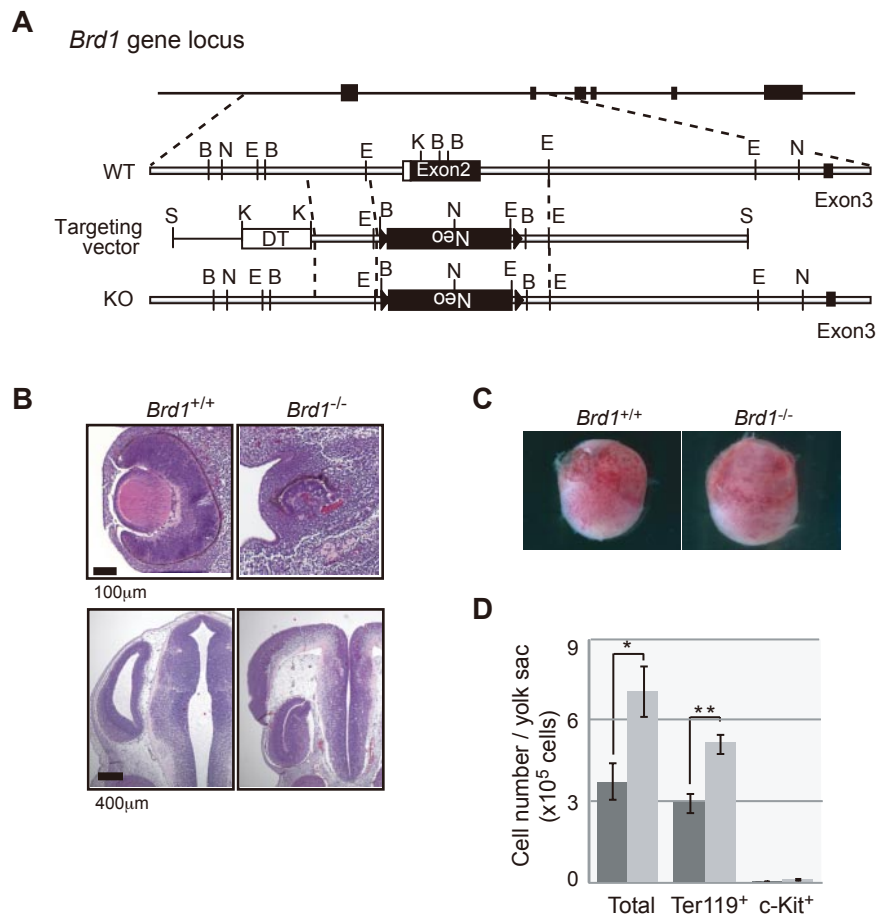 A
Brd1 gene locus
K B B
B N E B E E E N
WT
Exon2
Exon3
S K K E B N E B E S
Targeting vector
DT
Neo
B N E B E B N E B E E N
KO
Neo
Exon3
B
Brd1+/+ Brd1-/-
100μm
400μm
C
Brd1+/+ Brd1-/-
D
Cell number / yolk sac
(x10⁵ cells)
9
6
3
0
*
**
Total Ter119+ c-Kit+